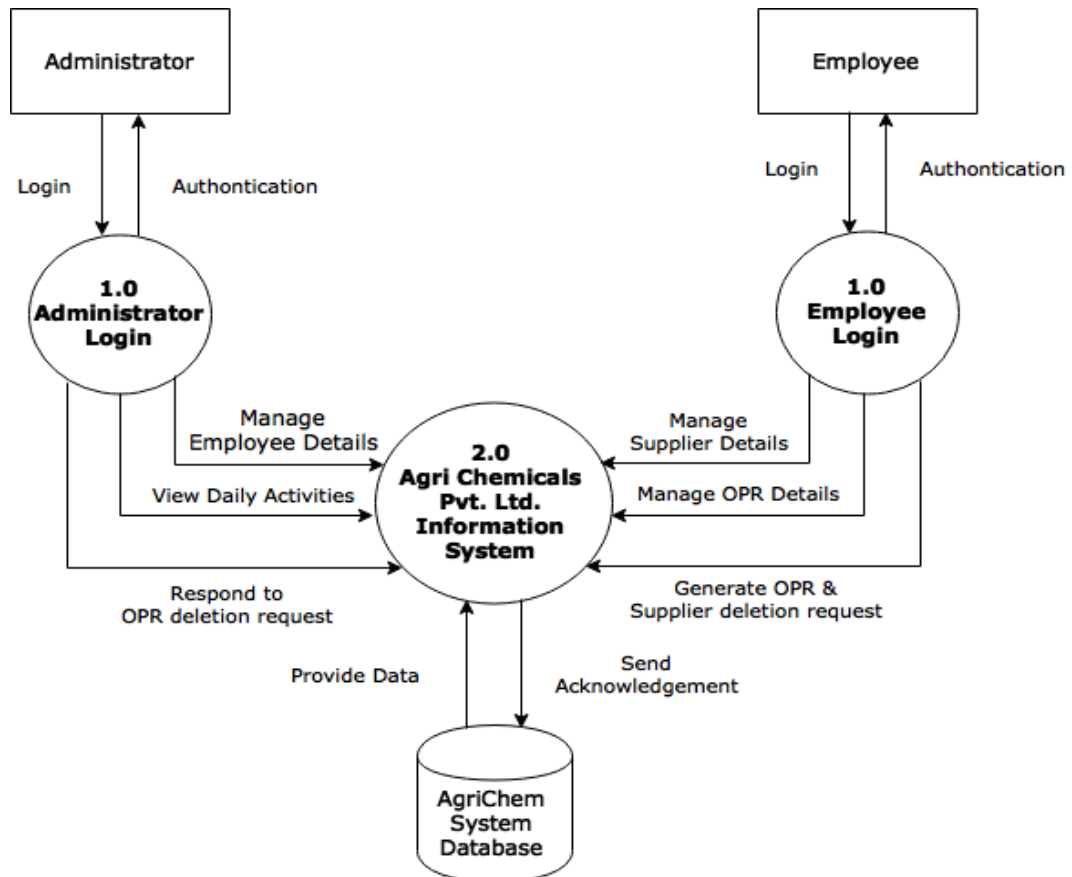 Administrator
Employee
Login
Authontication
Login
Authontication
1.0
Administrator
Login
1.0
Employee
Login
Manage
Employee Details
View Daily Activities
Respond to
OPR deletion request
2.0
Agri Chemicals
Pvt. Ltd.
Information
System
Manage
Supplier Details
Manage OPR Details
Generate OPR &
Supplier deletion request
Provide Data
Send
Acknowledgement
AgriChem
System
Database